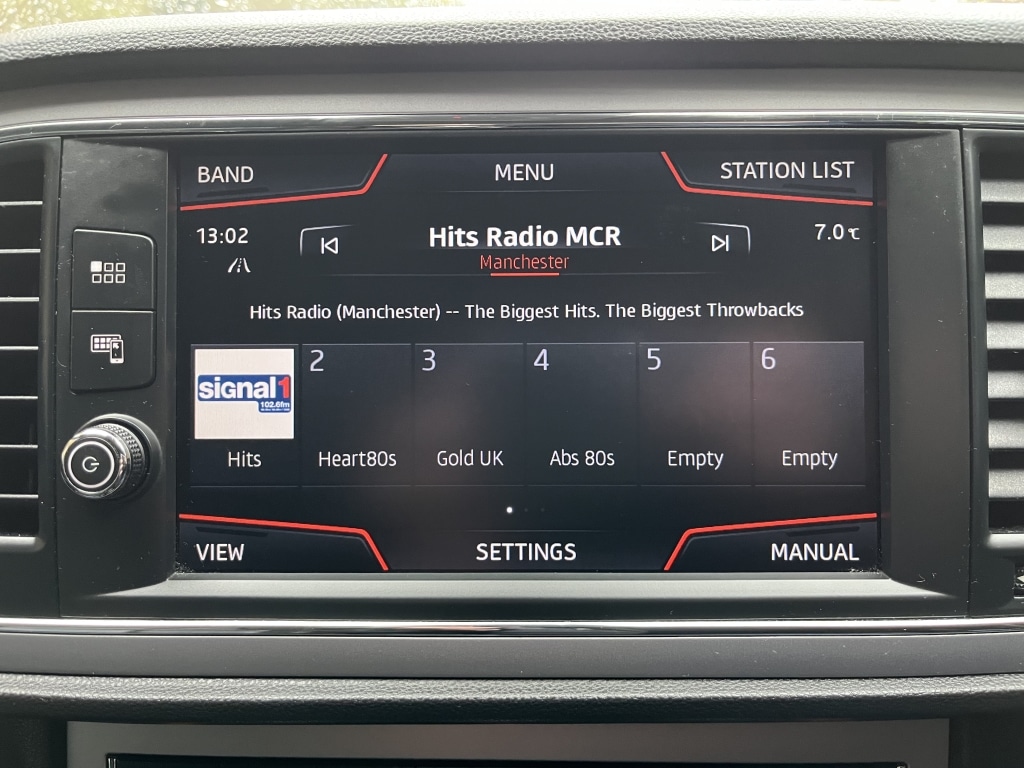 BAND
MENU
STATION LIST
13:02
Hits Radio MCR
7.0℃
Manchester
Hits Radio (Manchester) -- The Biggest Hits. The Biggest Throwbacks
signal1
102.6fm
2
3
4
5
6
Hits
Heart80s
Gold UK
Abs 80s
Empty
Empty
VIEW
SETTINGS
MANUAL